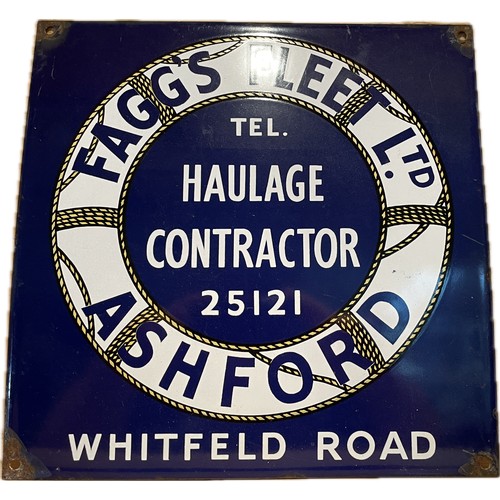 FAGG'S FLEET LTD
TEL.
HAULAGE
CONTRACTOR
25121
ASHFORD
WHITFELD ROAD